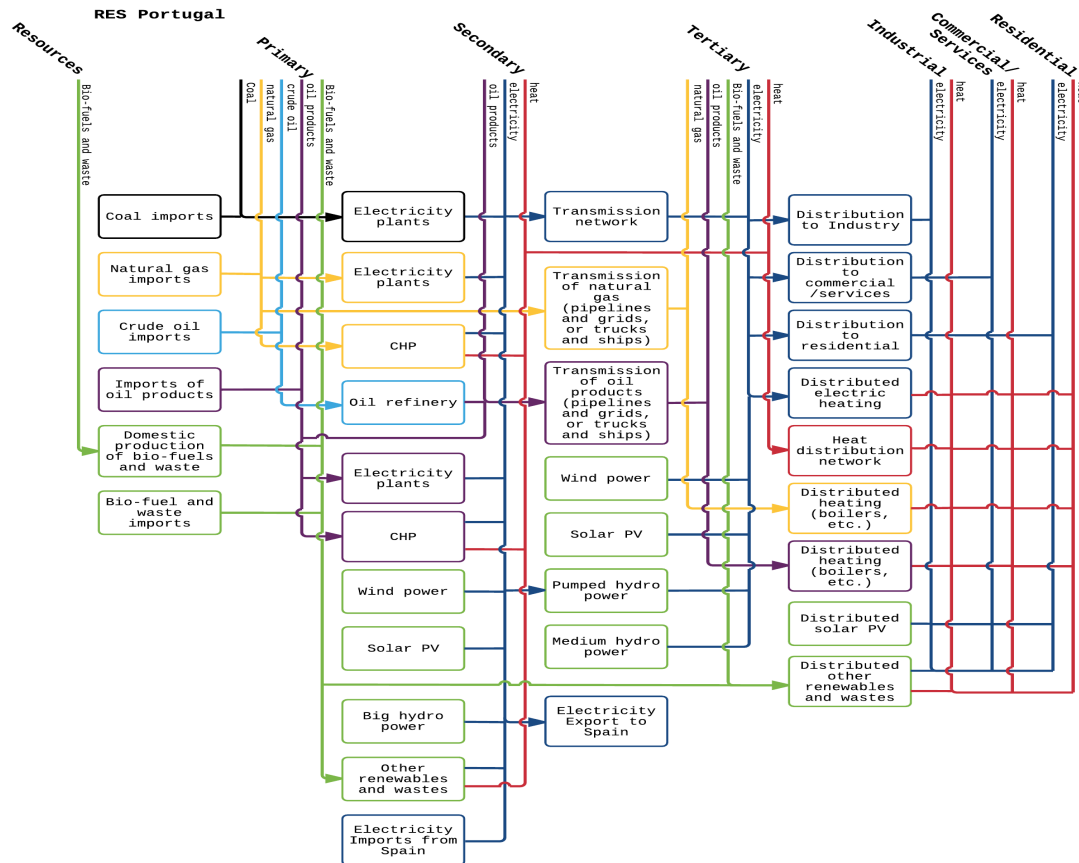 RES Portugal
Resources
Primary
Secondary
Tertiary
Industrial
Commercial/
Services
Residential
Bio-fuels and waste
Coal
natural gas
crude oil
oil products
Bio-fuels and waste
oil products
electricity
heat
natural gas
oil products
Bio-fuels and waste
electricity
heat
electricity
heat
electricity
heat
electricity
Coal imports
Natural gas
imports
Crude oil
imports
Imports of
oil products
Domestic
production
of bio-fuels
and waste
Bio-fuel and
waste
imports
Electricity
plants
Electricity
plants
CHP
Oil refinery
Electricity
plants
CHP
Wind power
Solar PV
Big hydro
power
Other
renewables
and wastes
Electricity
Imports from
Spain
Transmission
network
Transmission
of natural
gas
(pipelines
and grids,
or trucks
and ships)
Transmission
of oil
products
(pipelines
and grids,
or trucks
and ships)
Wind power
Solar PV
Pumped hydro
power
Medium hydro
power
Electricity
Export to
Spain
Distribution
to Industry
Distribution
to
commercial
/services
Distribution
to
residential
Distributed
electric
heating
Heat
distribution
network
Distributed
heating
(boilers,
etc.)
Distributed
heating
(boilers,
etc.)
Distributed
solar PV
Distributed
other
renewables
and wastes